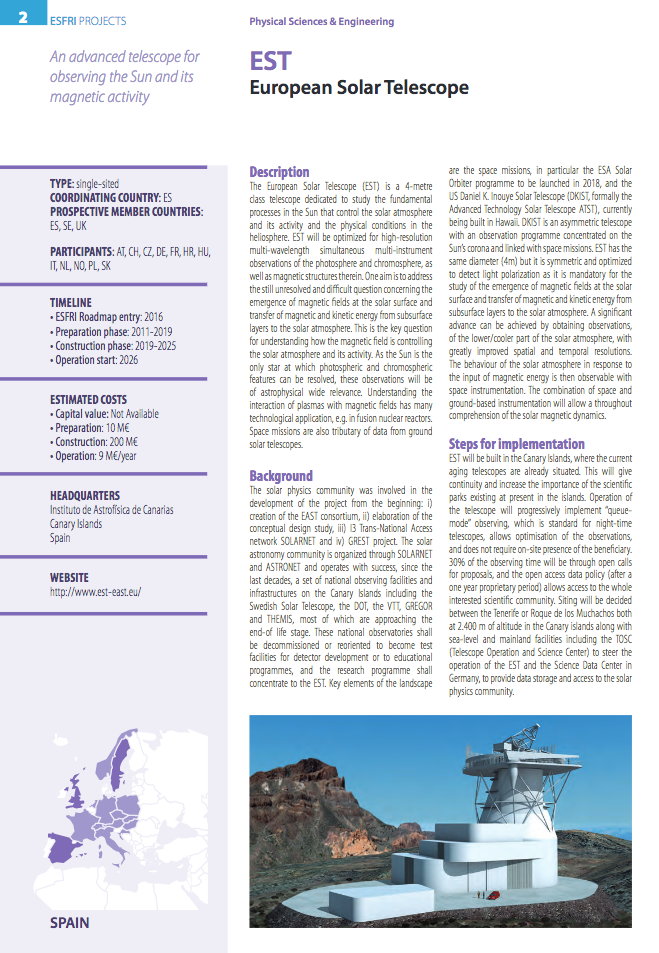 2
ESFRI PROJECTS
Physical Sciences & Engineering
An advanced telescope for
observing the Sun and its
magnetic activity
EST
European Solar Telescope
TYPE: single-sited
COORDINATING COUNTRY: ES
PROSPECTIVE MEMBER COUNTRIES:
ES, SE, UK
PARTICIPANTS: AT, CH, CZ, DE, FR, HR, HU,
IT, NL, NO, PL, SK
TIMELINE
• ESFRI Roadmap entry: 2016
• Preparation phase: 2011-2019
• Construction phase: 2019-2025
• Operation start: 2026
ESTIMATED COSTS
• Capital value: Not Available
• Preparation: 10 M€
• Construction: 200 M€
• Operation: 9 M€/year
HEADQUARTERS
Instituto de Astrofísica de Canarias
Canary Islands
Spain
WEBSITE
http://www.est-east.eu/
SPAIN
Description
The European Solar Telescope (EST) is a 4-metre
class telescope dedicated to study the fundamental
processes in the Sun that control the solar atmosphere
and its activity and the physical conditions in the
heliosphere. EST will be optimized for high-resolution
multi-wavelength simultaneous multi-instrument
observations of the photosphere and chromosphere, as
well as magnetic structures therein. One aim is to address
the still unresolved and difficult question concerning the
emergence of magnetic fields at the solar surface and
transfer of magnetic and kinetic energy from subsurface
layers to the solar atmosphere. This is the key question
for understanding how the magnetic field is controlling
the solar atmosphere and its activity. As the Sun is the
only star at which photospheric and chromospheric
features can be resolved, these observations will be
of astrophysical wide relevance. Understanding the
interaction of plasmas with magnetic fields has many
technological application, e.g. in fusion nuclear reactors.
Space missions are also tributary of data from ground
solar telescopes.
Background
The solar physics community was involved in the
development of the project from the beginning: i)
creation of the EAST consortium, ii) elaboration of the
conceptual design study, iii) I3 Trans-National Access
network SOLARNET and iv) GREST project. The solar
astronomy community is organized through SOLARNET
and ASTRONET and operates with success, since the
last decades, a set of national observing facilities and
infrastructures on the Canary Islands including the
Swedish Solar Telescope, the DOT, the VTT, GREGOR
and THEMIS, most of which are approaching the
end-of life stage. These national observatories shall
be decommissioned or reoriented to become test
facilities for detector development or to educational
programmes, and the research programme shall
concentrate to the EST. Key elements of the landscape
are the space missions, in particular the ESA Solar
Orbiter programme to be launched in 2018, and the
US Daniel K. Inouye Solar Telescope (DKIST, formally the
Advanced Technology Solar Telescope ATST), currently
being built in Hawaii. DKIST is an asymmetric telescope
with an observation programme concentrated on the
Sun's corona and linked with space missions. EST has the
same diameter (4m) but it is symmetric and optimized
to detect light polarization as it is mandatory for the
study of the emergence of magnetic fields at the solar
surface and transfer of magnetic and kinetic energy from
subsurface layers to the solar atmosphere. A significant
advance can be achieved by obtaining observations,
of the lower/cooler part of the solar atmosphere, with
greatly improved spatial and temporal resolutions.
The behaviour of the solar atmosphere in response to
the input of magnetic energy is then observable with
space instrumentation. The combination of space and
ground-based instrumentation will allow a throughout
comprehension of the solar magnetic dynamics.
Steps for implementation
EST will be built in the Canary Islands, where the current
aging telescopes are already situated. This will give
continuity and increase the importance of the scientific
parks existing at present in the islands. Operation of
the telescope will progressively implement "queue-
mode" observing, which is standard for night-time
telescopes, allows optimisation of the observations,
and does not require on-site presence of the beneficiary.
30% of the observing time will be through open calls
for proposals, and the open access data policy (after a
one year proprietary period) allows access to the whole
interested scientific community. Siting will be decided
between the Tenerife or Roque de los Muchachos both
at 2.400 m of altitude in the Canary islands along with
sea-level and mainland facilities including the TOSC
(Telescope Operation and Science Center) to steer the
operation of the EST and the Science Data Center in
Germany, to provide data storage and access to the solar
physics community.